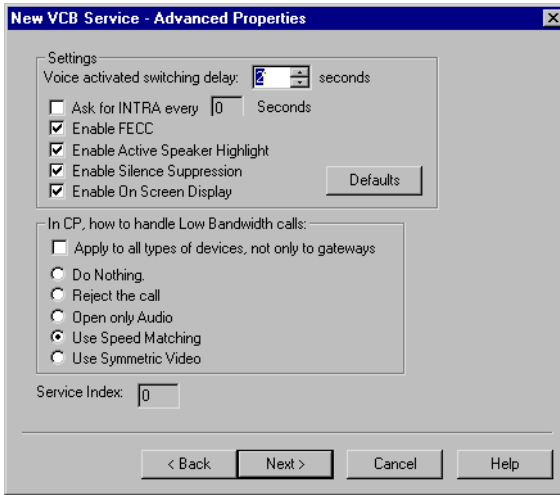 New VCB Service - Advanced Properties
Settings
Voice activated switching delay: 2 seconds
Ask for INTRA every 0 Seconds
Enable FECC
Enable Active Speaker Highlight
Enable Silence Suppression
Enable On Screen Display
Defaults
In CP, how to handle Low Bandwidth calls:
Apply to all types of devices, not only to gateways
Do Nothing.
Reject the call
Open only Audio
Use Speed Matching
Use Symmetric Video
Service Index: 0
< Back Next > Cancel Help